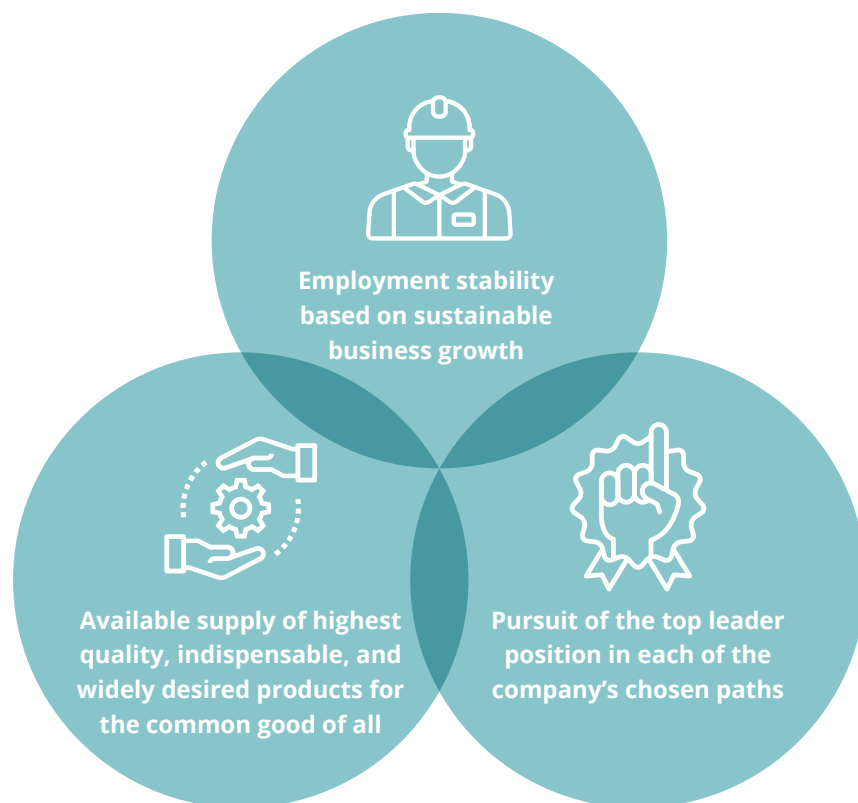 Employment stability
based on sustainable
business growth
Available supply of highest
quality, indispensable, and
widely desired products for
the common good of all
Pursuit of the top leader
position in each of the
company's chosen paths